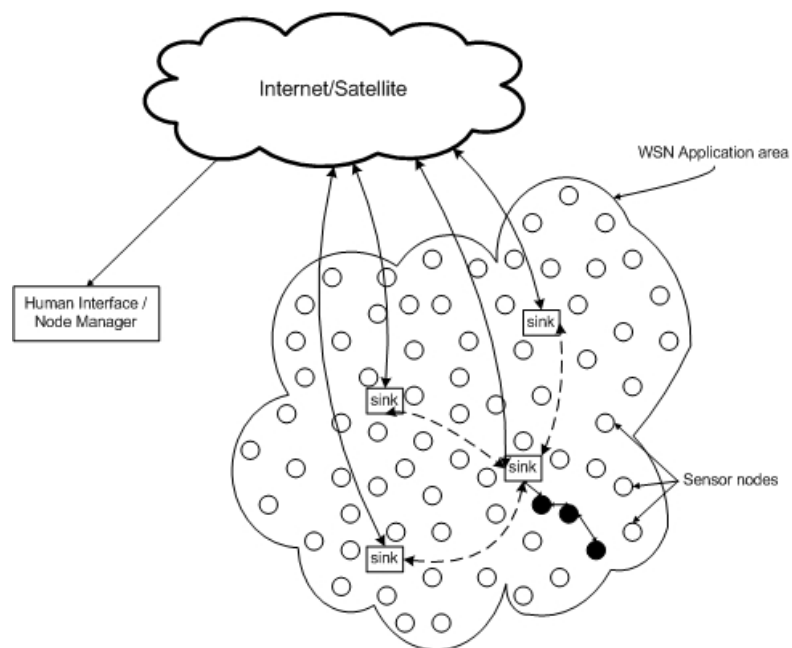 Internet/Satellite
WSN Application area
Human Interface /
Node Manager
sink
sink
sink
Sensor nodes
sink